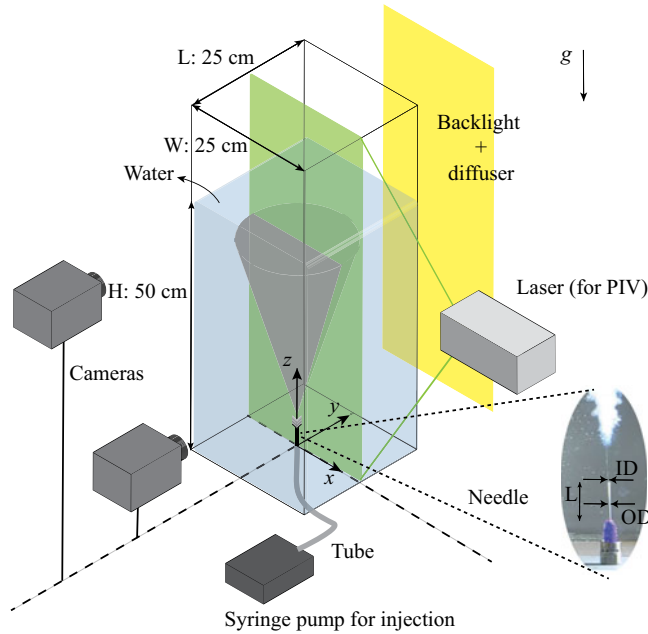 L: 25 cm
g
W: 25 cm
Backlight
+
diffuser
Water
H: 50 cm
Laser (for PIV)
z
Cameras
y
x
ID
Needle
L
OD
Tube
Syringe pump for injection